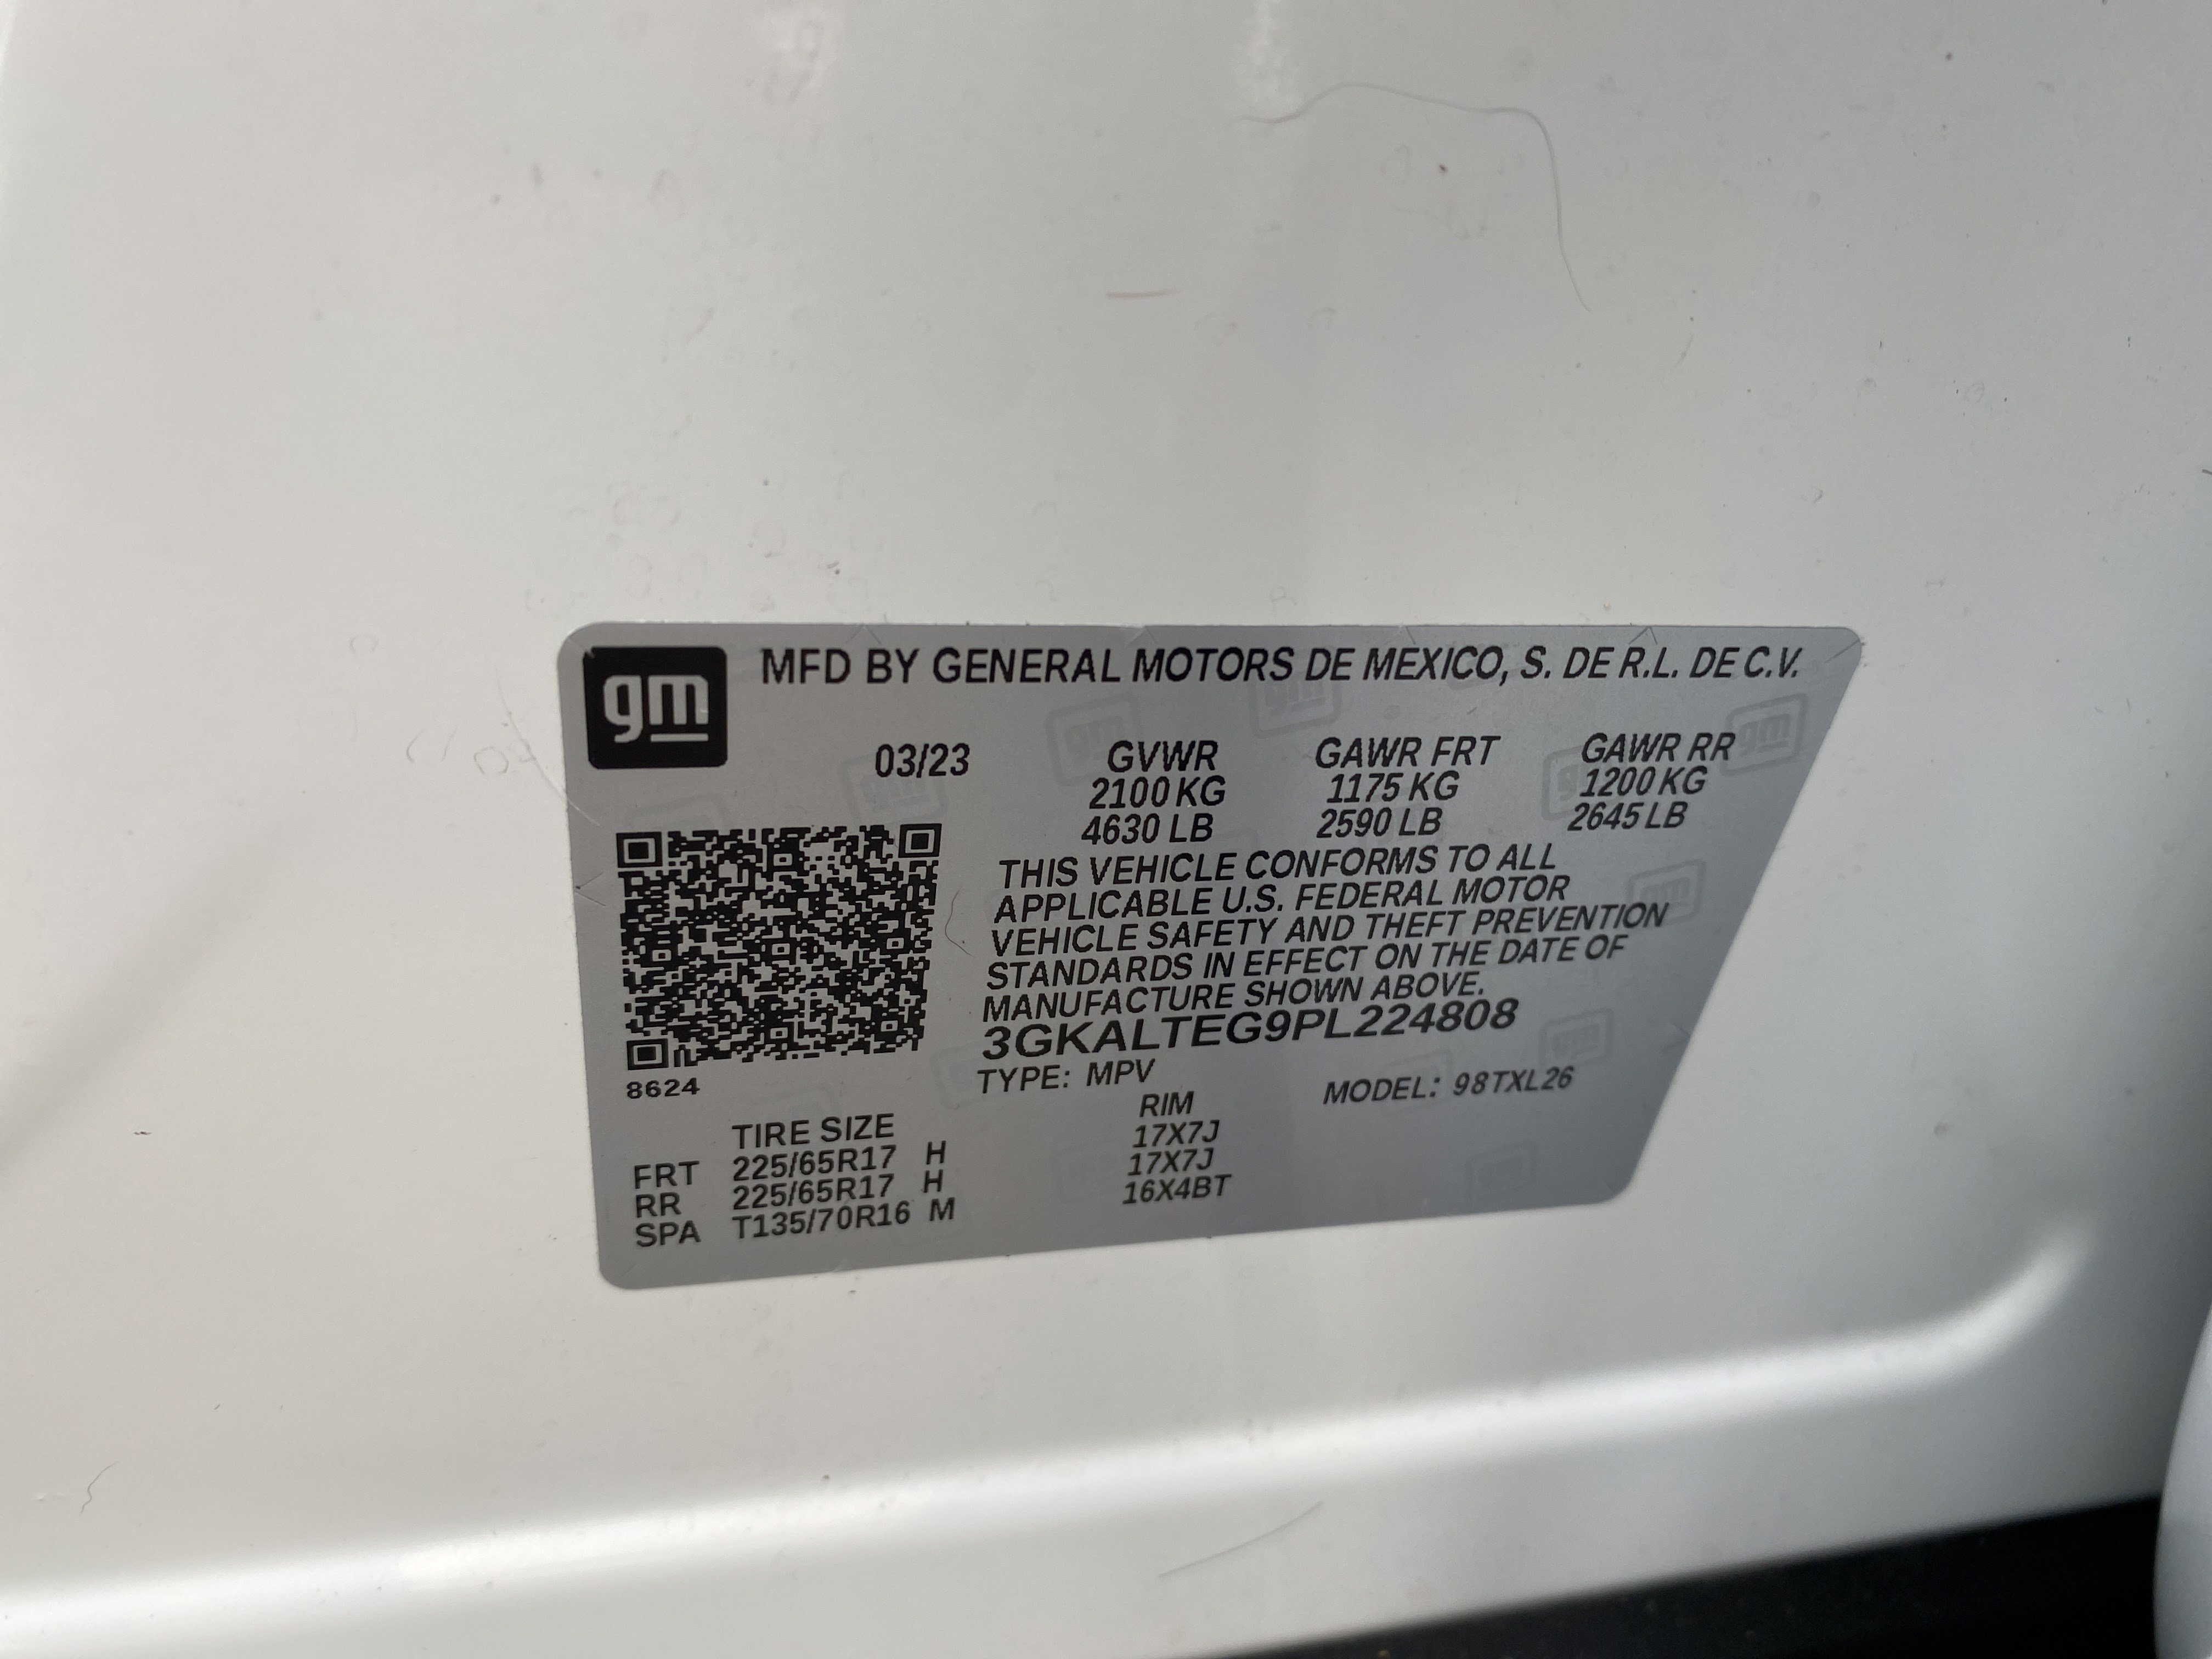 gm MFD BY GENERAL MOTORS DE MEXICO, S. DE R.L. DE C.V.
03/23 GVWR GAWR FRT GAWR RR
2100 KG 1175 KG 1200 KG
4630 LB 2590 LB 2645 LB
THIS VEHICLE CONFORMS TO ALL
APPLICABLE U.S. FEDERAL MOTOR
VEHICLE SAFETY AND THEFT PREVENTION
STANDARDS IN EFFECT ON THE DATE OF
MANUFACTURE SHOWN ABOVE.
3GKALTEG9PL224808
8624 TYPE: MPV MODEL: 98TXL26
TIRE SIZE RIM
FRT 225/65R17 H 17X7J
RR 225/65R17 H 17X7J
SPA T135/70R16 M 16X4BT